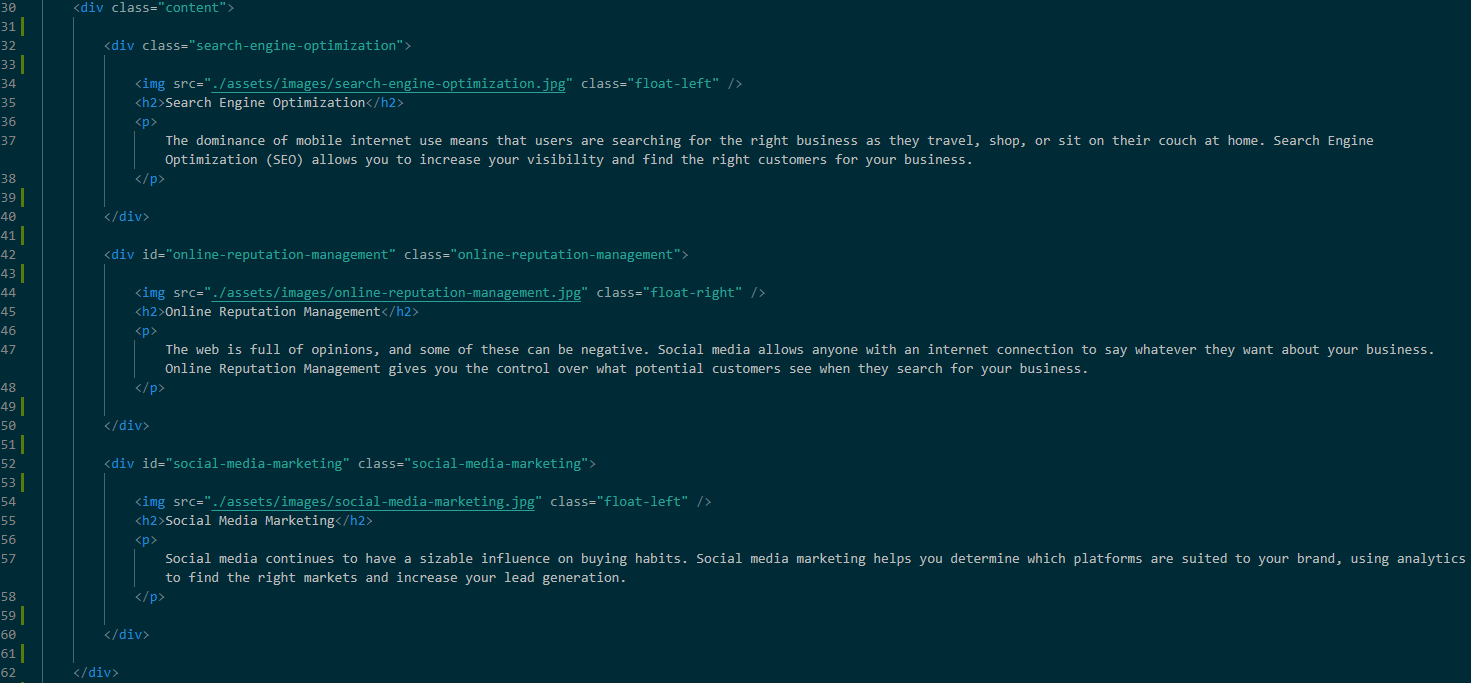 30 <div class="content">
31
32 <div class="search-engine-optimization">
33
34 <img src="./assets/images/search-engine-optimization.jpg" class="float-left" />
35 <h2>Search Engine Optimization</h2>
36 <p>
37 The dominance of mobile internet use means that users are searching for the right business as they travel, shop, or sit on their couch at home. Search Engine
Optimization (SEO) allows you to increase your visibility and find the right customers for your business.
38 </p>
39
40 </div>
41
42 <div id="online-reputation-management" class="online-reputation-management">
43
44 <img src="./assets/images/online-reputation-management.jpg" class="float-right" />
45 <h2>Online Reputation Management</h2>
46 <p>
47 The web is full of opinions, and some of these can be negative. Social media allows anyone with an internet connection to say whatever they want about your business.
Online Reputation Management gives you the control over what potential customers see when they search for your business.
48 </p>
49
50 </div>
51
52 <div id="social-media-marketing" class="social-media-marketing">
53
54 <img src="./assets/images/social-media-marketing.jpg" class="float-left" />
55 <h2>Social Media Marketing</h2>
56 <p>
57 Social media continues to have a sizable influence on buying habits. Social media marketing helps you determine which platforms are suited to your brand, using analytics
to find the right markets and increase your lead generation.
58 </p>
59
60 </div>
61
62 </div>